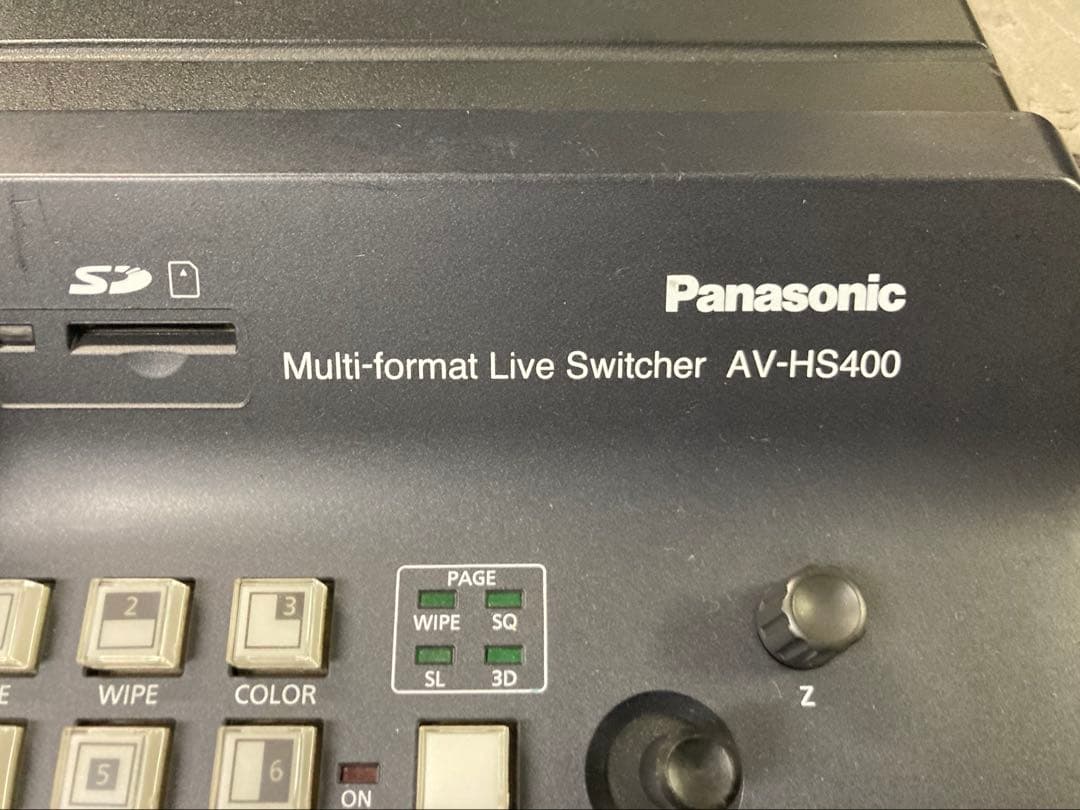 SD
Panasonic
Multi-format Live Switcher AV-HS400
PAGE
WIPE SQ
SL 3D
2 3
E WIPE COLOR
Z
5 6
ON